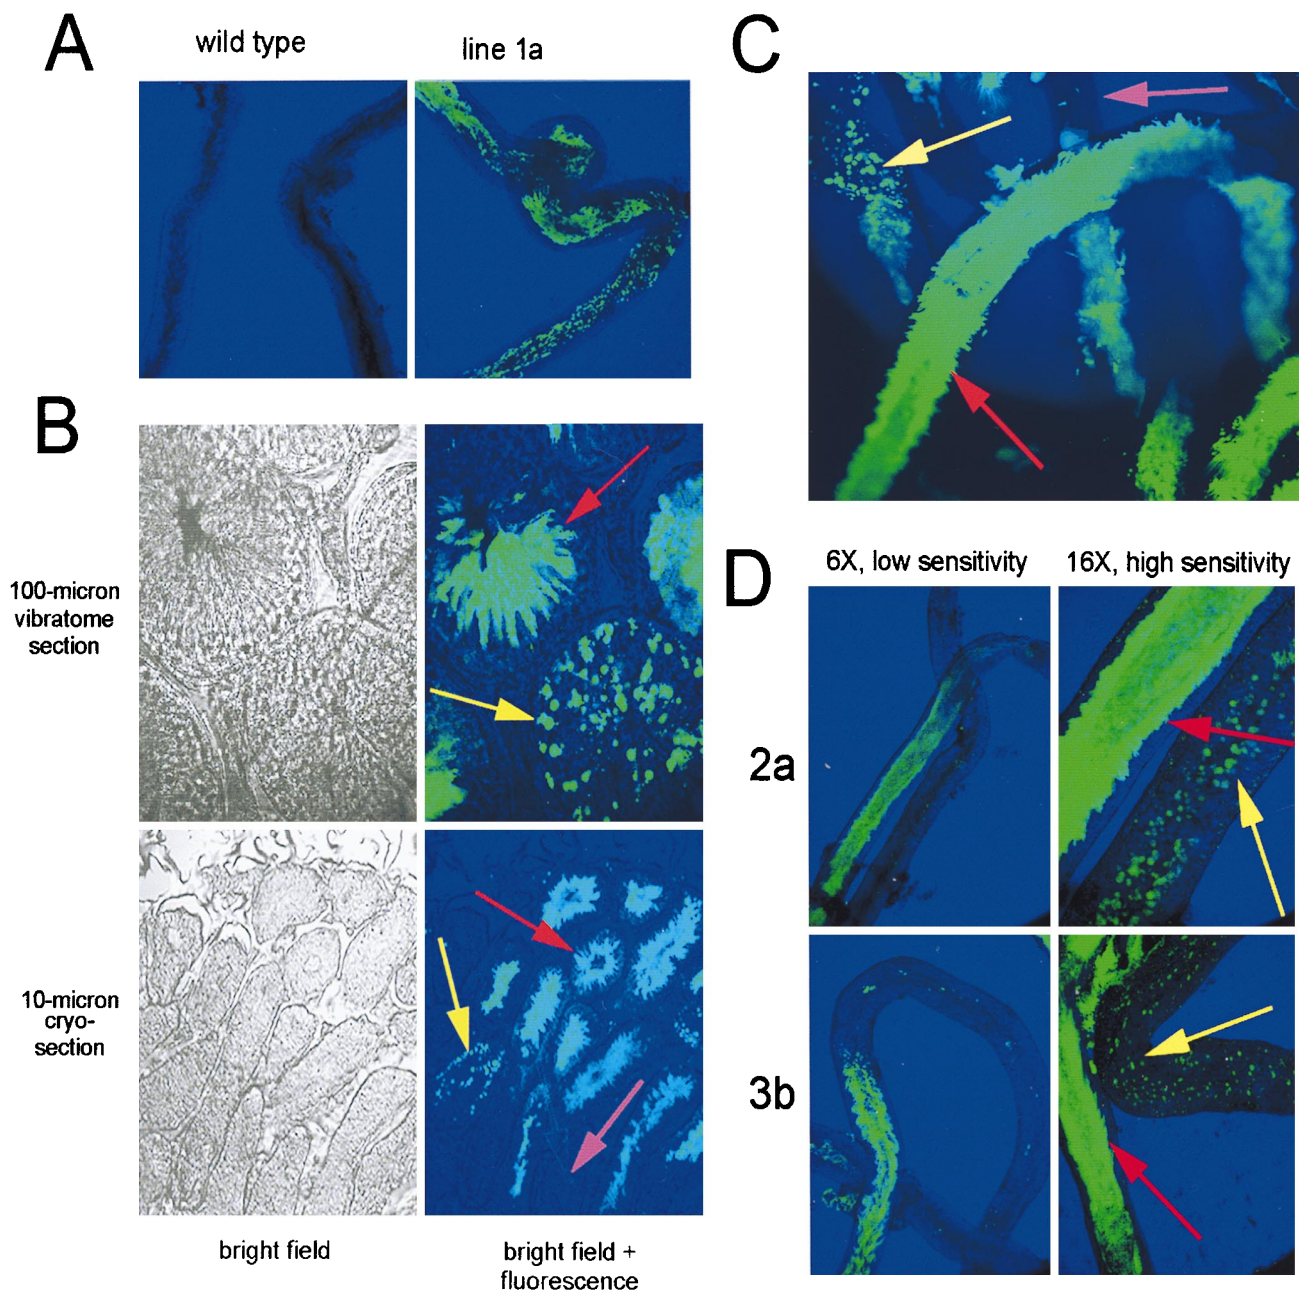 A
wild type
line 1a
B
100-micron
vibratome
section
10-micron
cryo-
section
bright field
bright field +
fluorescence
C
D
6X, low sensitivity
16X, high sensitivity
2a
3b